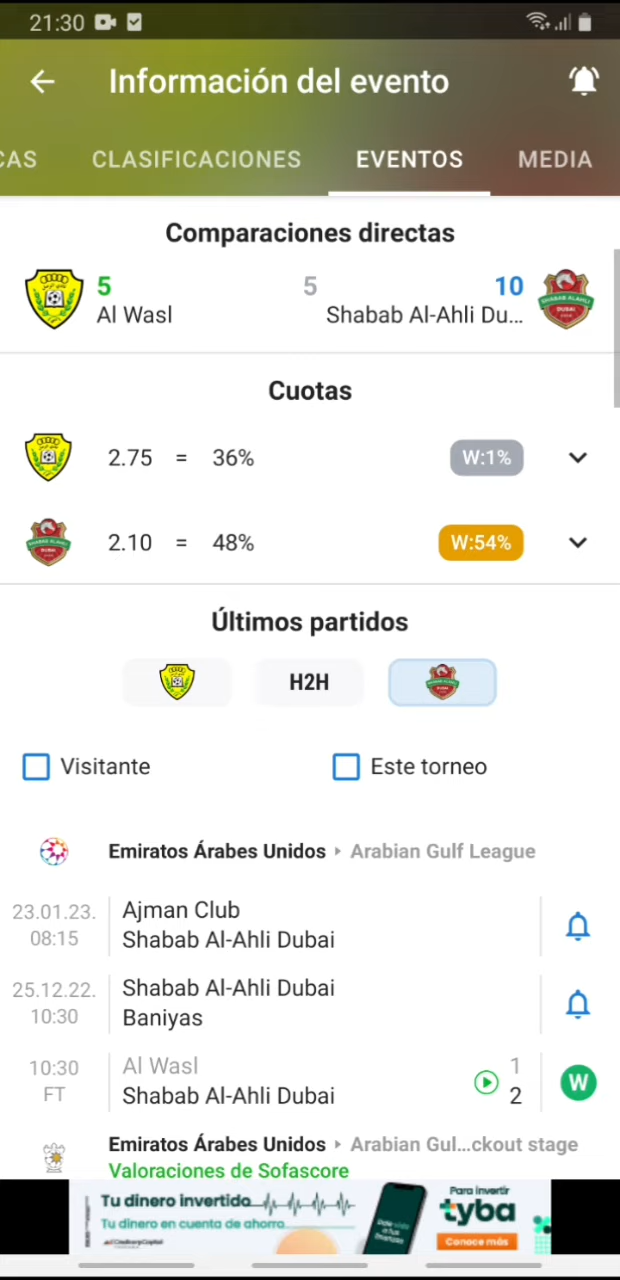 21:30
Información del evento
CAS CLASIFICACIONES EVENTOS MEDIA
Comparaciones directas
5 5 10
Al Wasl Shabab Al-Ahli Du...
Cuotas
2.75 = 36% W:1%
2.10 = 48% W:54%
Últimos partidos
H2H
Visitante Este torneo
Emiratos Árabes Unidos Arabian Gulf League
23.01.23. Ajman Club
08:15 Shabab Al-Ahli Dubai
25.12.22. Shabab Al-Ahli Dubai
10:30 Baniyas
10:30 Al Wasl 1
FT Shabab Al-Ahli Dubai 2 W
Emiratos Árabes Unidos Arabian Gul...ckout stage
Valoraciones de Sofascore
Tu dinero invertido
Tu dinero en cuenta de ahorro
Para invertir
tyba
Conoce más